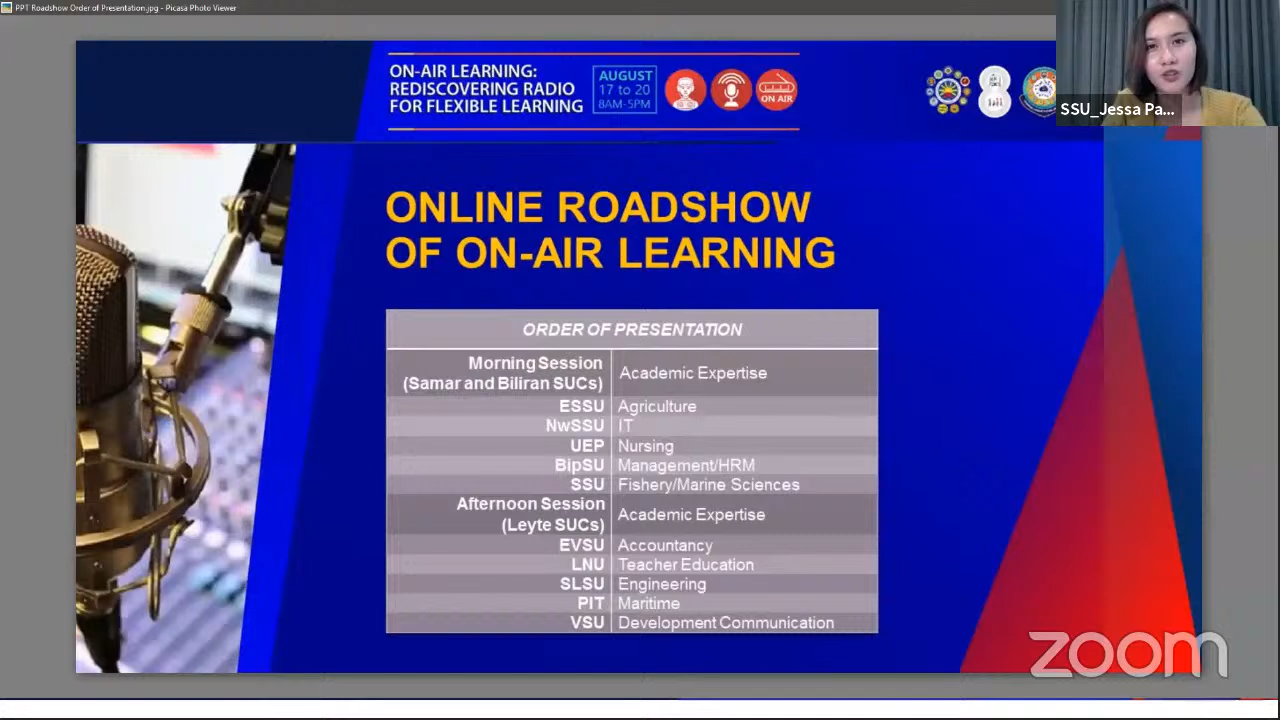 PPT Roadshow Order of Presentation.jpg - Picasa Photo Viewer
ON-AIR LEARNING:
REDISCOVERING RADIO
FOR FLEXIBLE LEARNING
AUGUST
17 to 20
8AM-5PM
ON AIR
SSU_Jessa Pa...
ONLINE ROADSHOW
OF ON-AIR LEARNING
ORDER OF PRESENTATION
Morning Session
(Samar and Biliran SUCs) Academic Expertise
ESSU Agriculture
NwSSU IT
UEP Nursing
BipSU Management/HRM
SSU Fishery/Marine Sciences
Afternoon Session
(Leyte SUCs) Academic Expertise
EVSU Accountancy
LNU Teacher Education
SLSU Engineering
PIT Maritime
VSU Development Communication
zoom